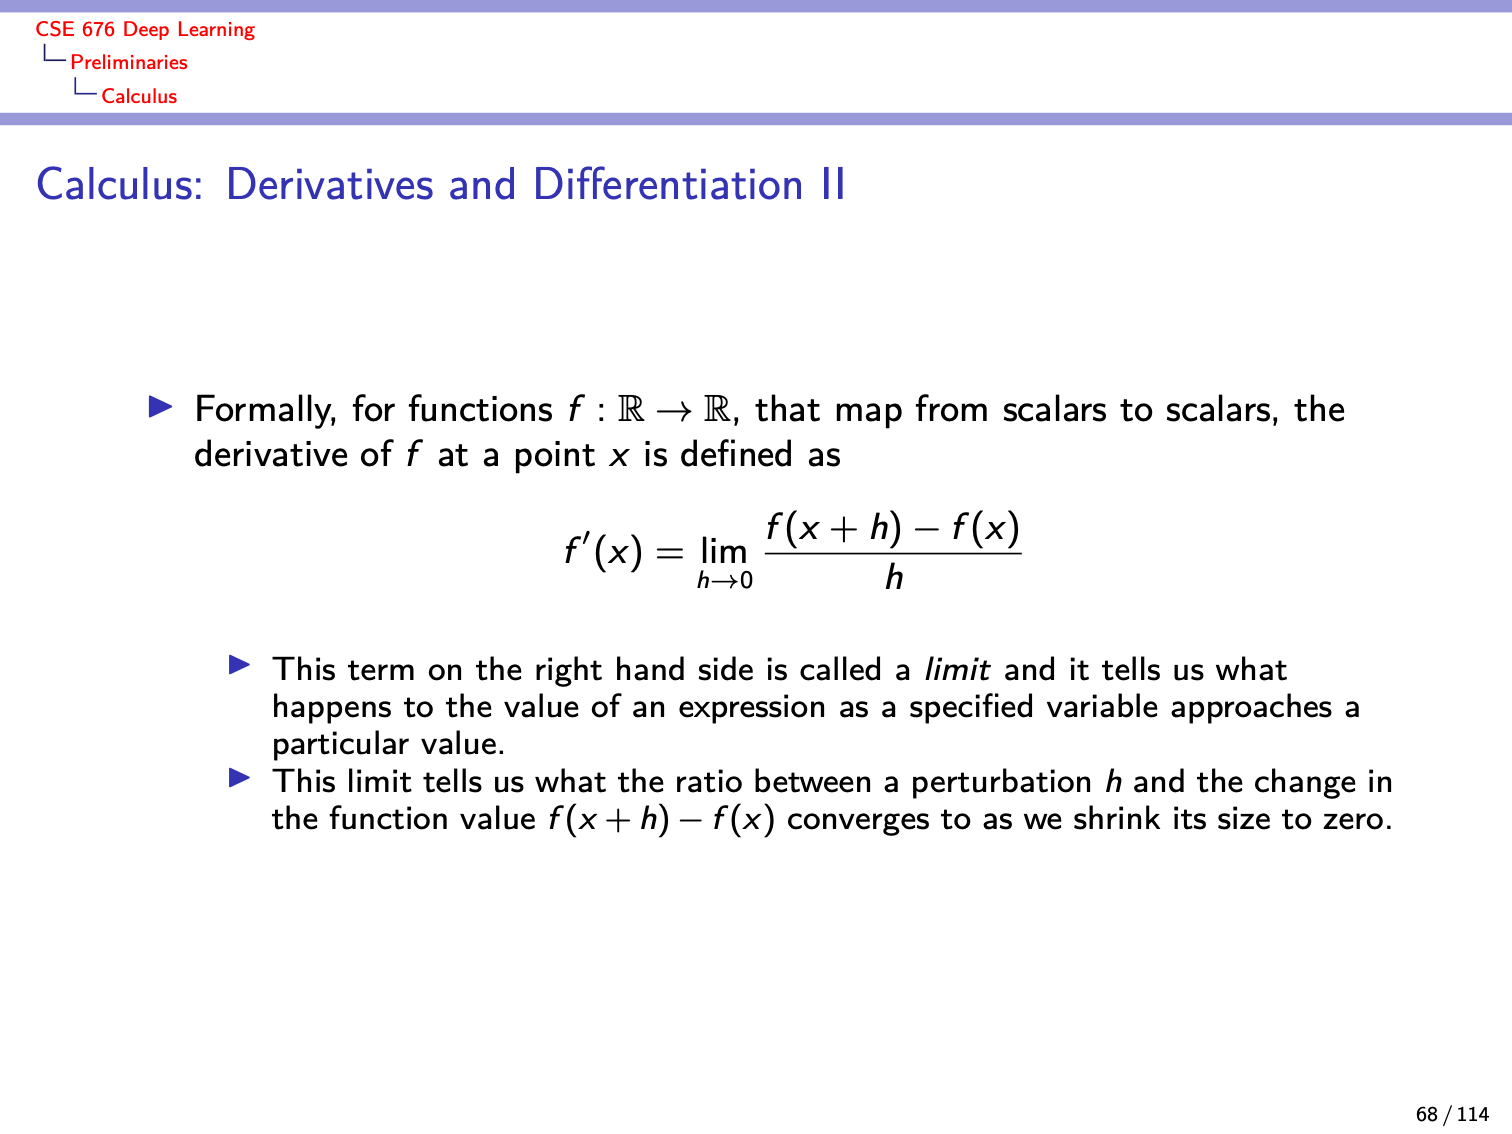 CSE 676 Deep Learning
Preliminaries
Calculus
Calculus: Derivatives and Differentiation II
▶ Formally, for functions f : ℝ → ℝ, that map from scalars to scalars, the
derivative of f at a point x is defined as
f′(x) = lim_{h→0} \frac{f(x + h) − f(x)}{h}
▶ This term on the right hand side is called a limit and it tells us what
happens to the value of an expression as a specified variable approaches a
particular value.
▶ This limit tells us what the ratio between a perturbation h and the change in
the function value f(x + h) − f(x) converges to as we shrink its size to zero.
68 / 114